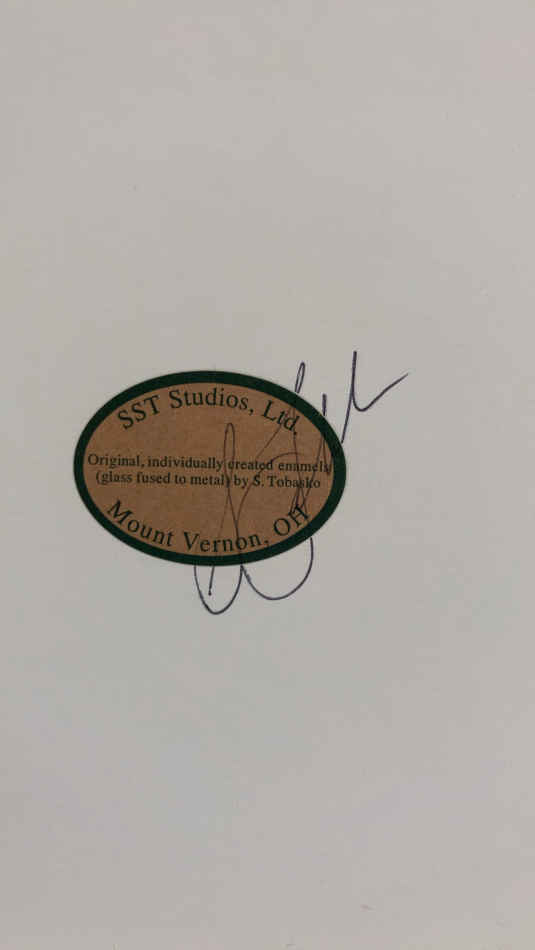 SST Studios, Ltd.
Original, individually created enamels
(glass fused to metal) by S. Tobasko
Mount Vernon, OH